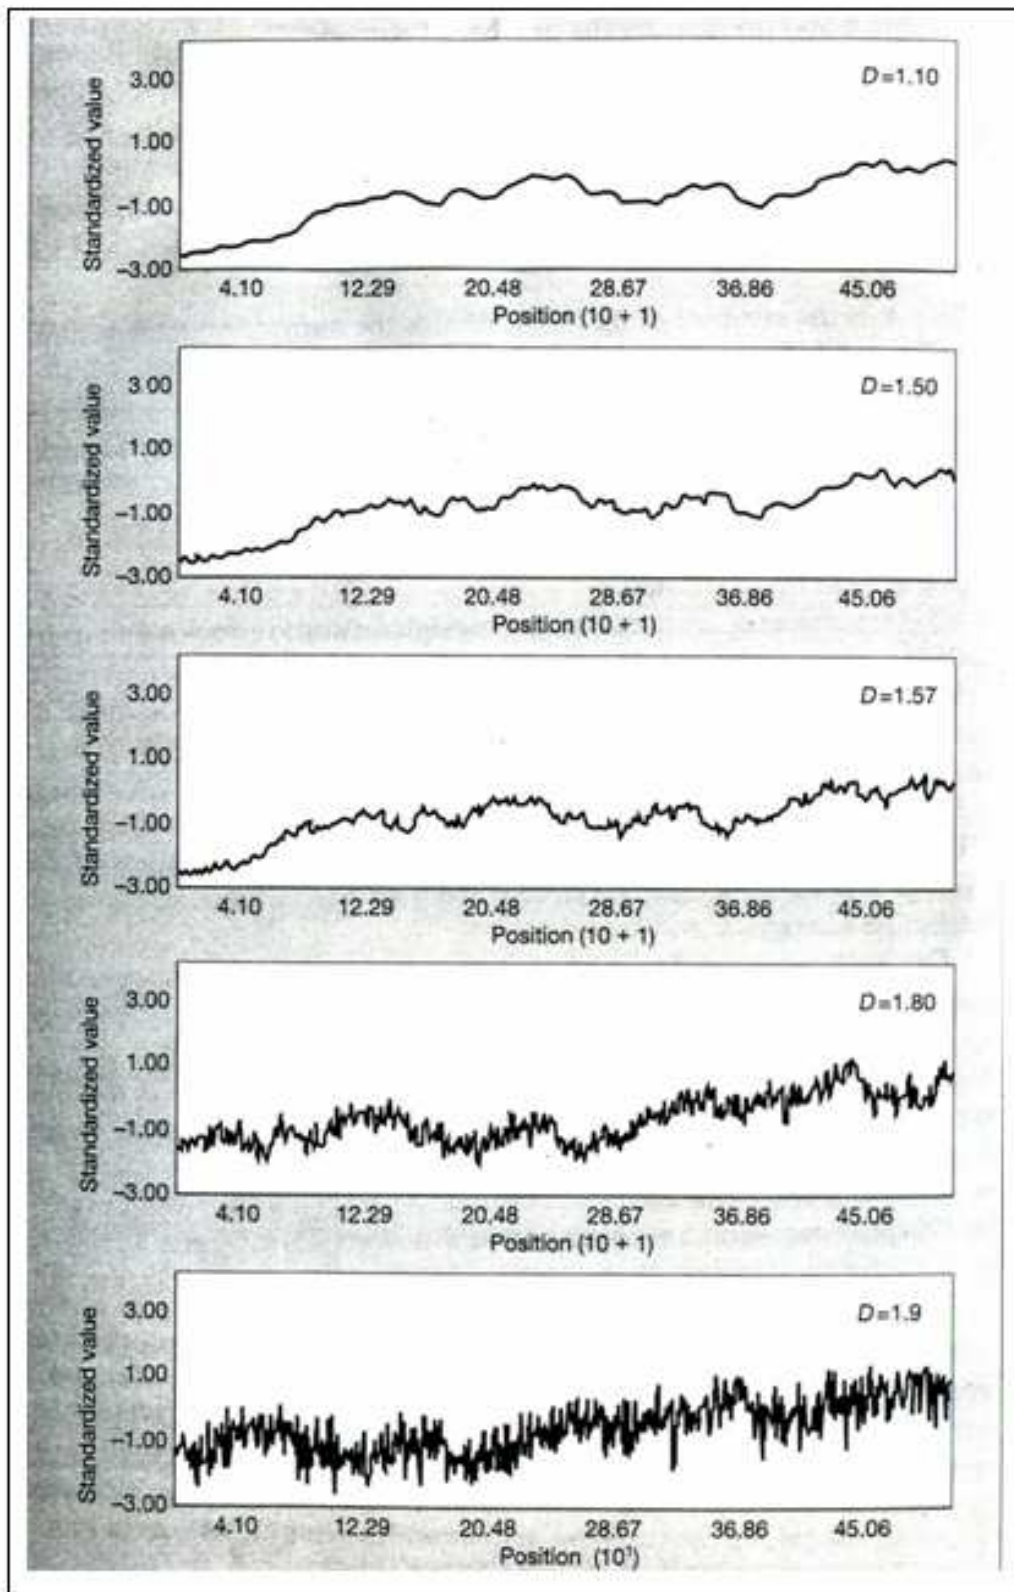 D=1.10
Standardized value
3.00
1.00
−1.00
−3.00
4.10 12.29 20.48 28.67 36.86 45.06
Position (10 + 1)
D=1.50
Standardized value
3.00
1.00
−1.00
−3.00
4.10 12.29 20.48 28.67 36.86 45.06
Position (10 + 1)
D=1.57
Standardized value
3.00
1.00
−1.00
−3.00
4.10 12.29 20.48 28.67 36.86 45.06
Position (10 + 1)
D=1.80
Standardized value
3.00
1.00
−1.00
−3.00
4.10 12.29 20.48 28.67 36.86 45.06
Position (10 + 1)
D=1.9
Standardized value
3.00
1.00
−1.00
−3.00
4.10 12.29 20.48 28.67 36.86 45.06
Position (10¹)